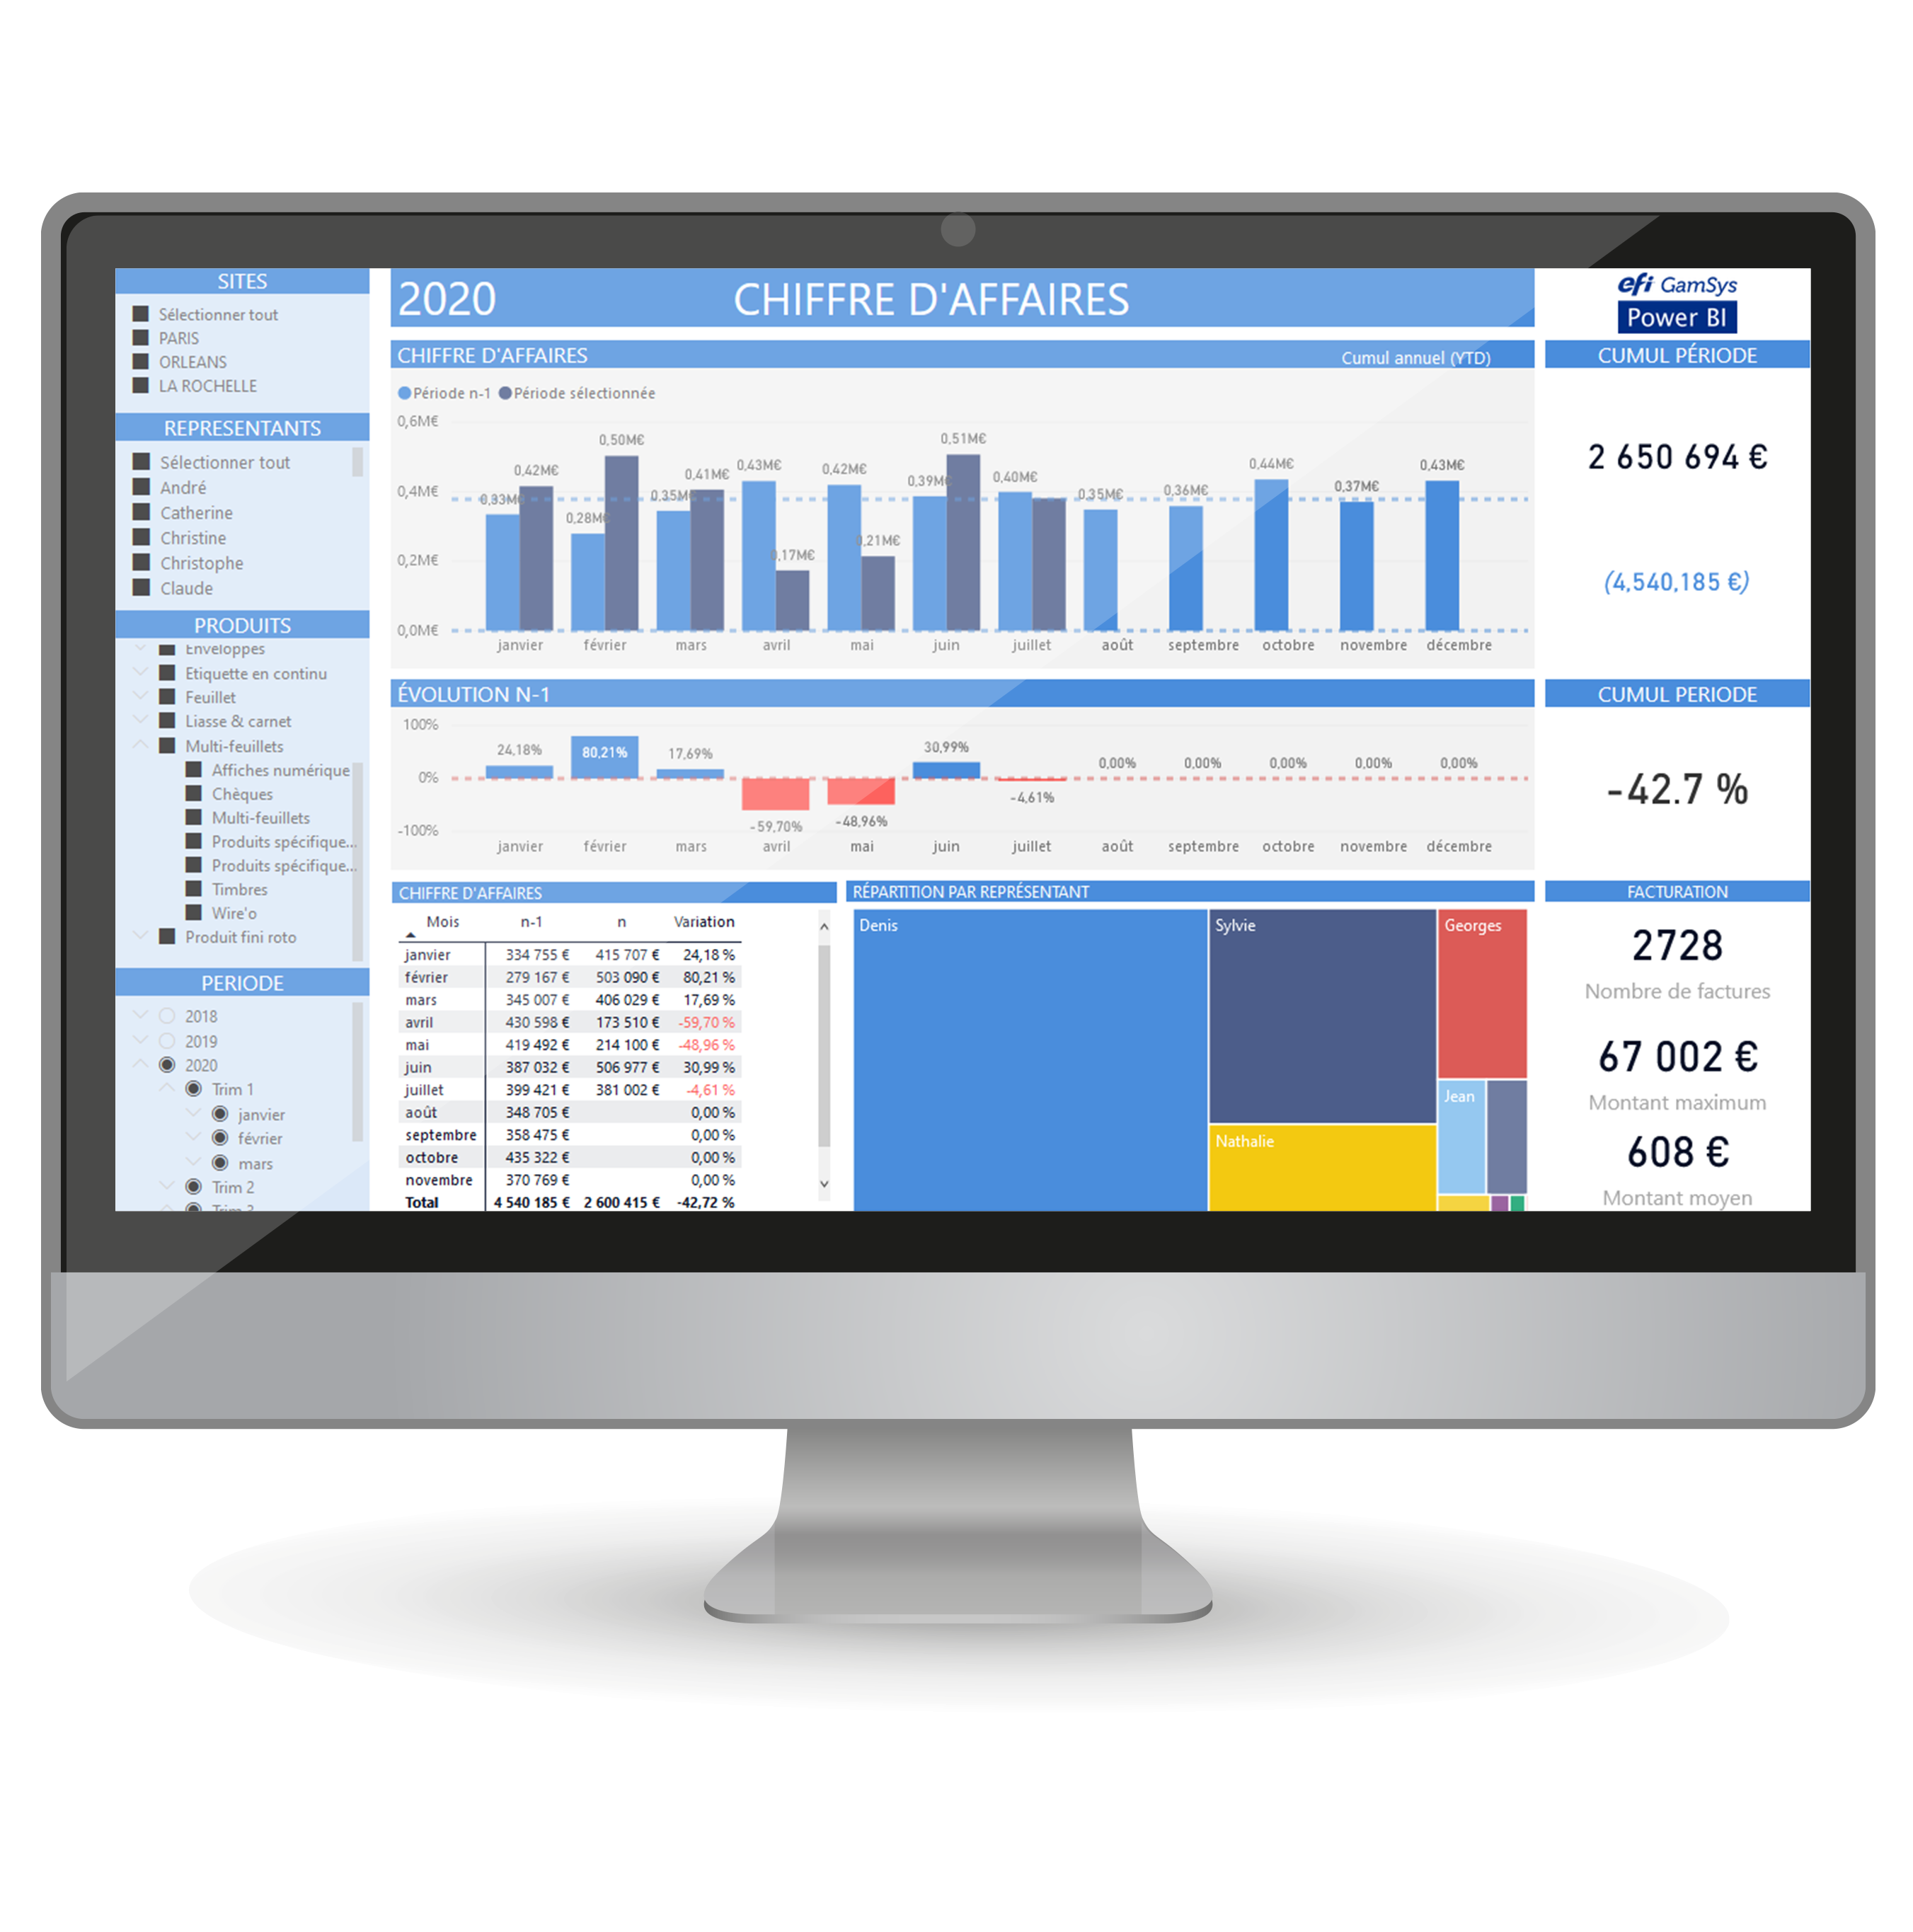 SITES
Sélectionner tout
PARIS
ORLEANS
LA ROCHELLE
REPRESENTANTS
Sélectionner tout
André
Catherine
Christine
Christophe
Claude
PRODUITS
Enveloppes
Etiquette en continu
Feuillet
Liasse & carnet
Multi-feuillets
Affiches numérique
Chèques
Multi-feuillets
Produits spécifique...
Produits spécifique...
Timbres
Wire'o
Produit fini roto
PERIODE
2018
2019
2020
Trim 1
janvier
février
mars
Trim 2
Trim 3
2020 CHIFFRE D'AFFAIRES
CHIFFRE D'AFFAIRES Cumul annuel (YTD)
Période n-1 Période sélectionnée
0,6M€
0,4M€
0,2M€
0,0M€
0,33M€ 0,42M€ 0,28M€ 0,50M€ 0,35M€ 0,41M€ 0,43M€ 0,17M€ 0,42M€ 0,21M€ 0,39M€ 0,51M€ 0,40M€ 0,35M€ 0,36M€ 0,44M€ 0,37M€ 0,43M€
janvier février mars avril mai juin juillet août septembre octobre novembre décembre
ÉVOLUTION N-1
100%
0%
-100%
24,18% 80,21% 17,69% -59,70% -48,96% 30,99% -4,61% 0,00% 0,00% 0,00% 0,00% 0,00%
janvier février mars avril mai juin juillet août septembre octobre novembre décembre
CHIFFRE D'AFFAIRES
Mois n-1 n Variation
janvier 334 755 € 415 707 € 24,18 %
février 279 167 € 503 090 € 80,21 %
mars 345 007 € 406 029 € 17,69 %
avril 430 598 € 173 510 € -59,70 %
mai 419 492 € 214 100 € -48,96 %
juin 387 032 € 506 977 € 30,99 %
juillet 399 421 € 381 002 € -4,61 %
août 348 705 € 0,00 %
septembre 358 475 € 0,00 %
octobre 435 322 € 0,00 %
novembre 370 769 € 0,00 %
Total 4 540 185 € 2 600 415 € -42,72 %
RÉPARTITION PAR REPRÉSENTANT
Denis
Sylvie
Georges
Jean
Nathalie
efi GamSys
Power BI
CUMUL PÉRIODE
2 650 694 €
(4,540,185 €)
CUMUL PERIODE
-42.7 %
FACTURATION
2728
Nombre de factures
67 002 €
Montant maximum
608 €
Montant moyen